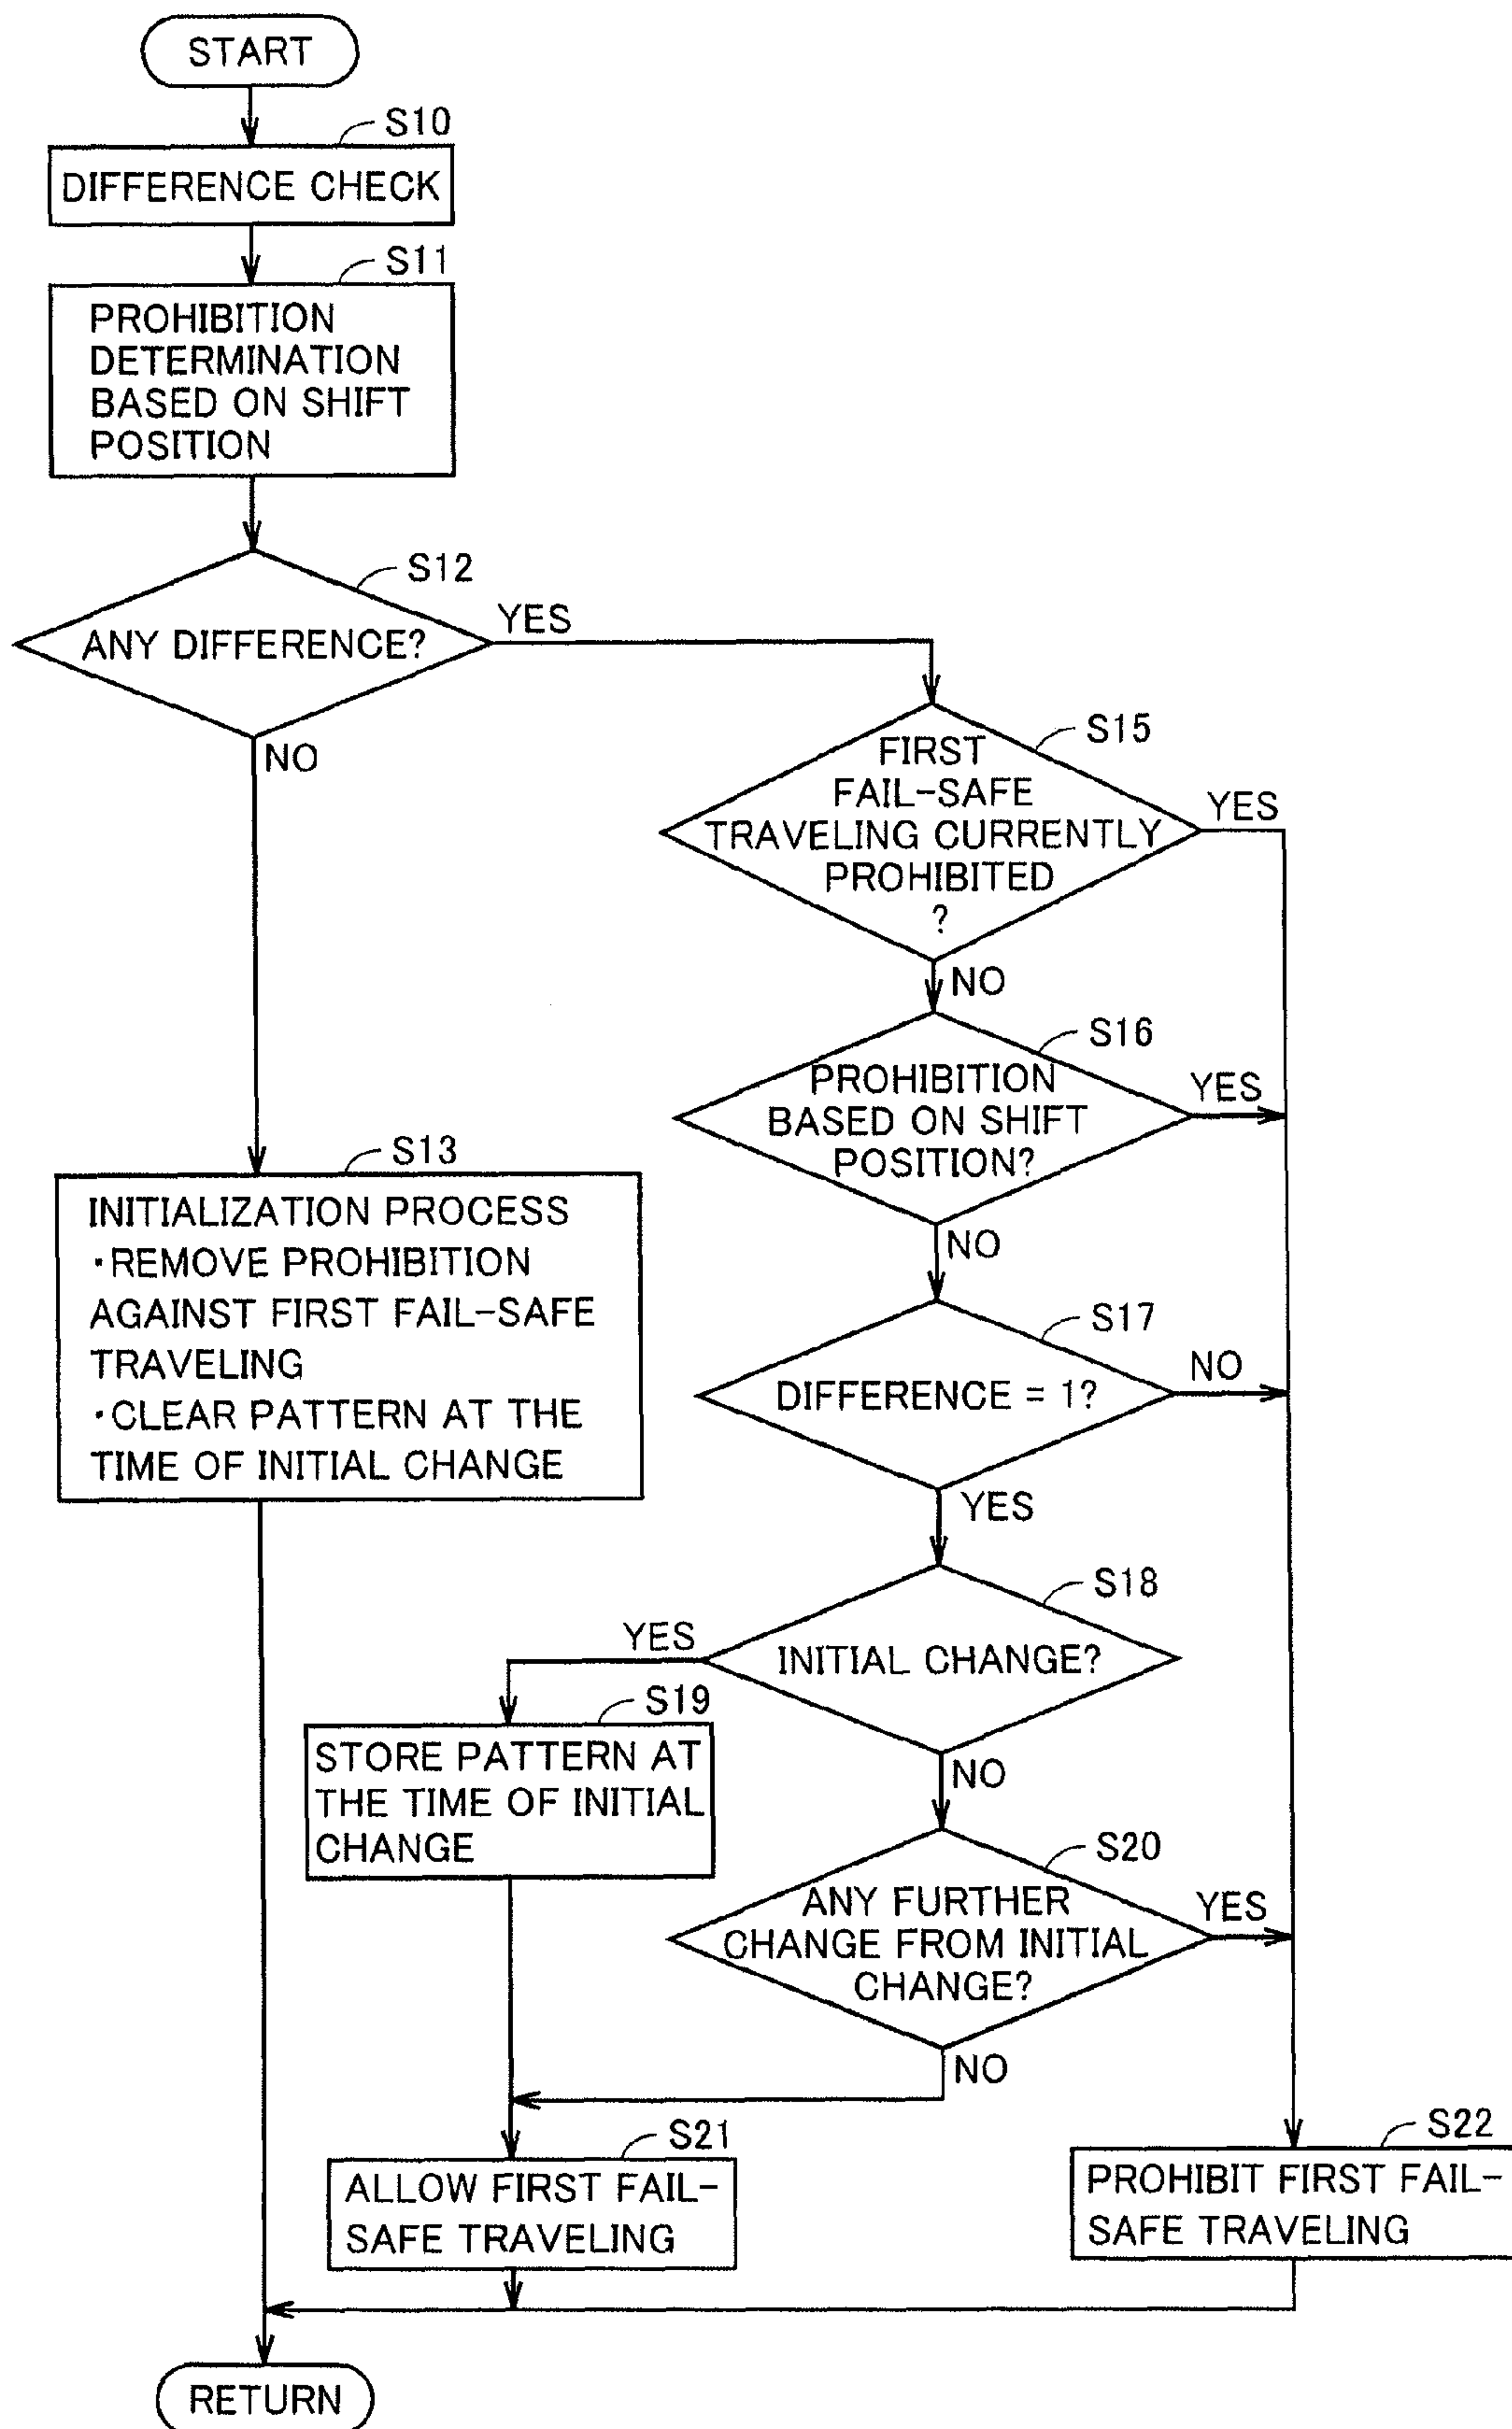 START
S10
DIFFERENCE CHECK
S11
PROHIBITION
DETERMINATION
BASED ON SHIFT
POSITION
S12
ANY DIFFERENCE?
YES
NO
S15
FIRST
FAIL-SAFE
TRAVELING CURRENTLY
PROHIBITED
?
YES
NO
S16
PROHIBITION
BASED ON SHIFT
POSITION?
YES
NO
S13
INITIALIZATION PROCESS
・REMOVE PROHIBITION
AGAINST FIRST FAIL-SAFE
TRAVELING
・CLEAR PATTERN AT THE
TIME OF INITIAL CHANGE
S17
DIFFERENCE = 1?
NO
YES
S18
INITIAL CHANGE?
YES
NO
S19
STORE PATTERN AT
THE TIME OF INITIAL
CHANGE
S20
ANY FURTHER
CHANGE FROM INITIAL
CHANGE?
YES
NO
S21
ALLOW FIRST FAIL-
SAFE TRAVELING
S22
PROHIBIT FIRST FAIL-
SAFE TRAVELING
RETURN